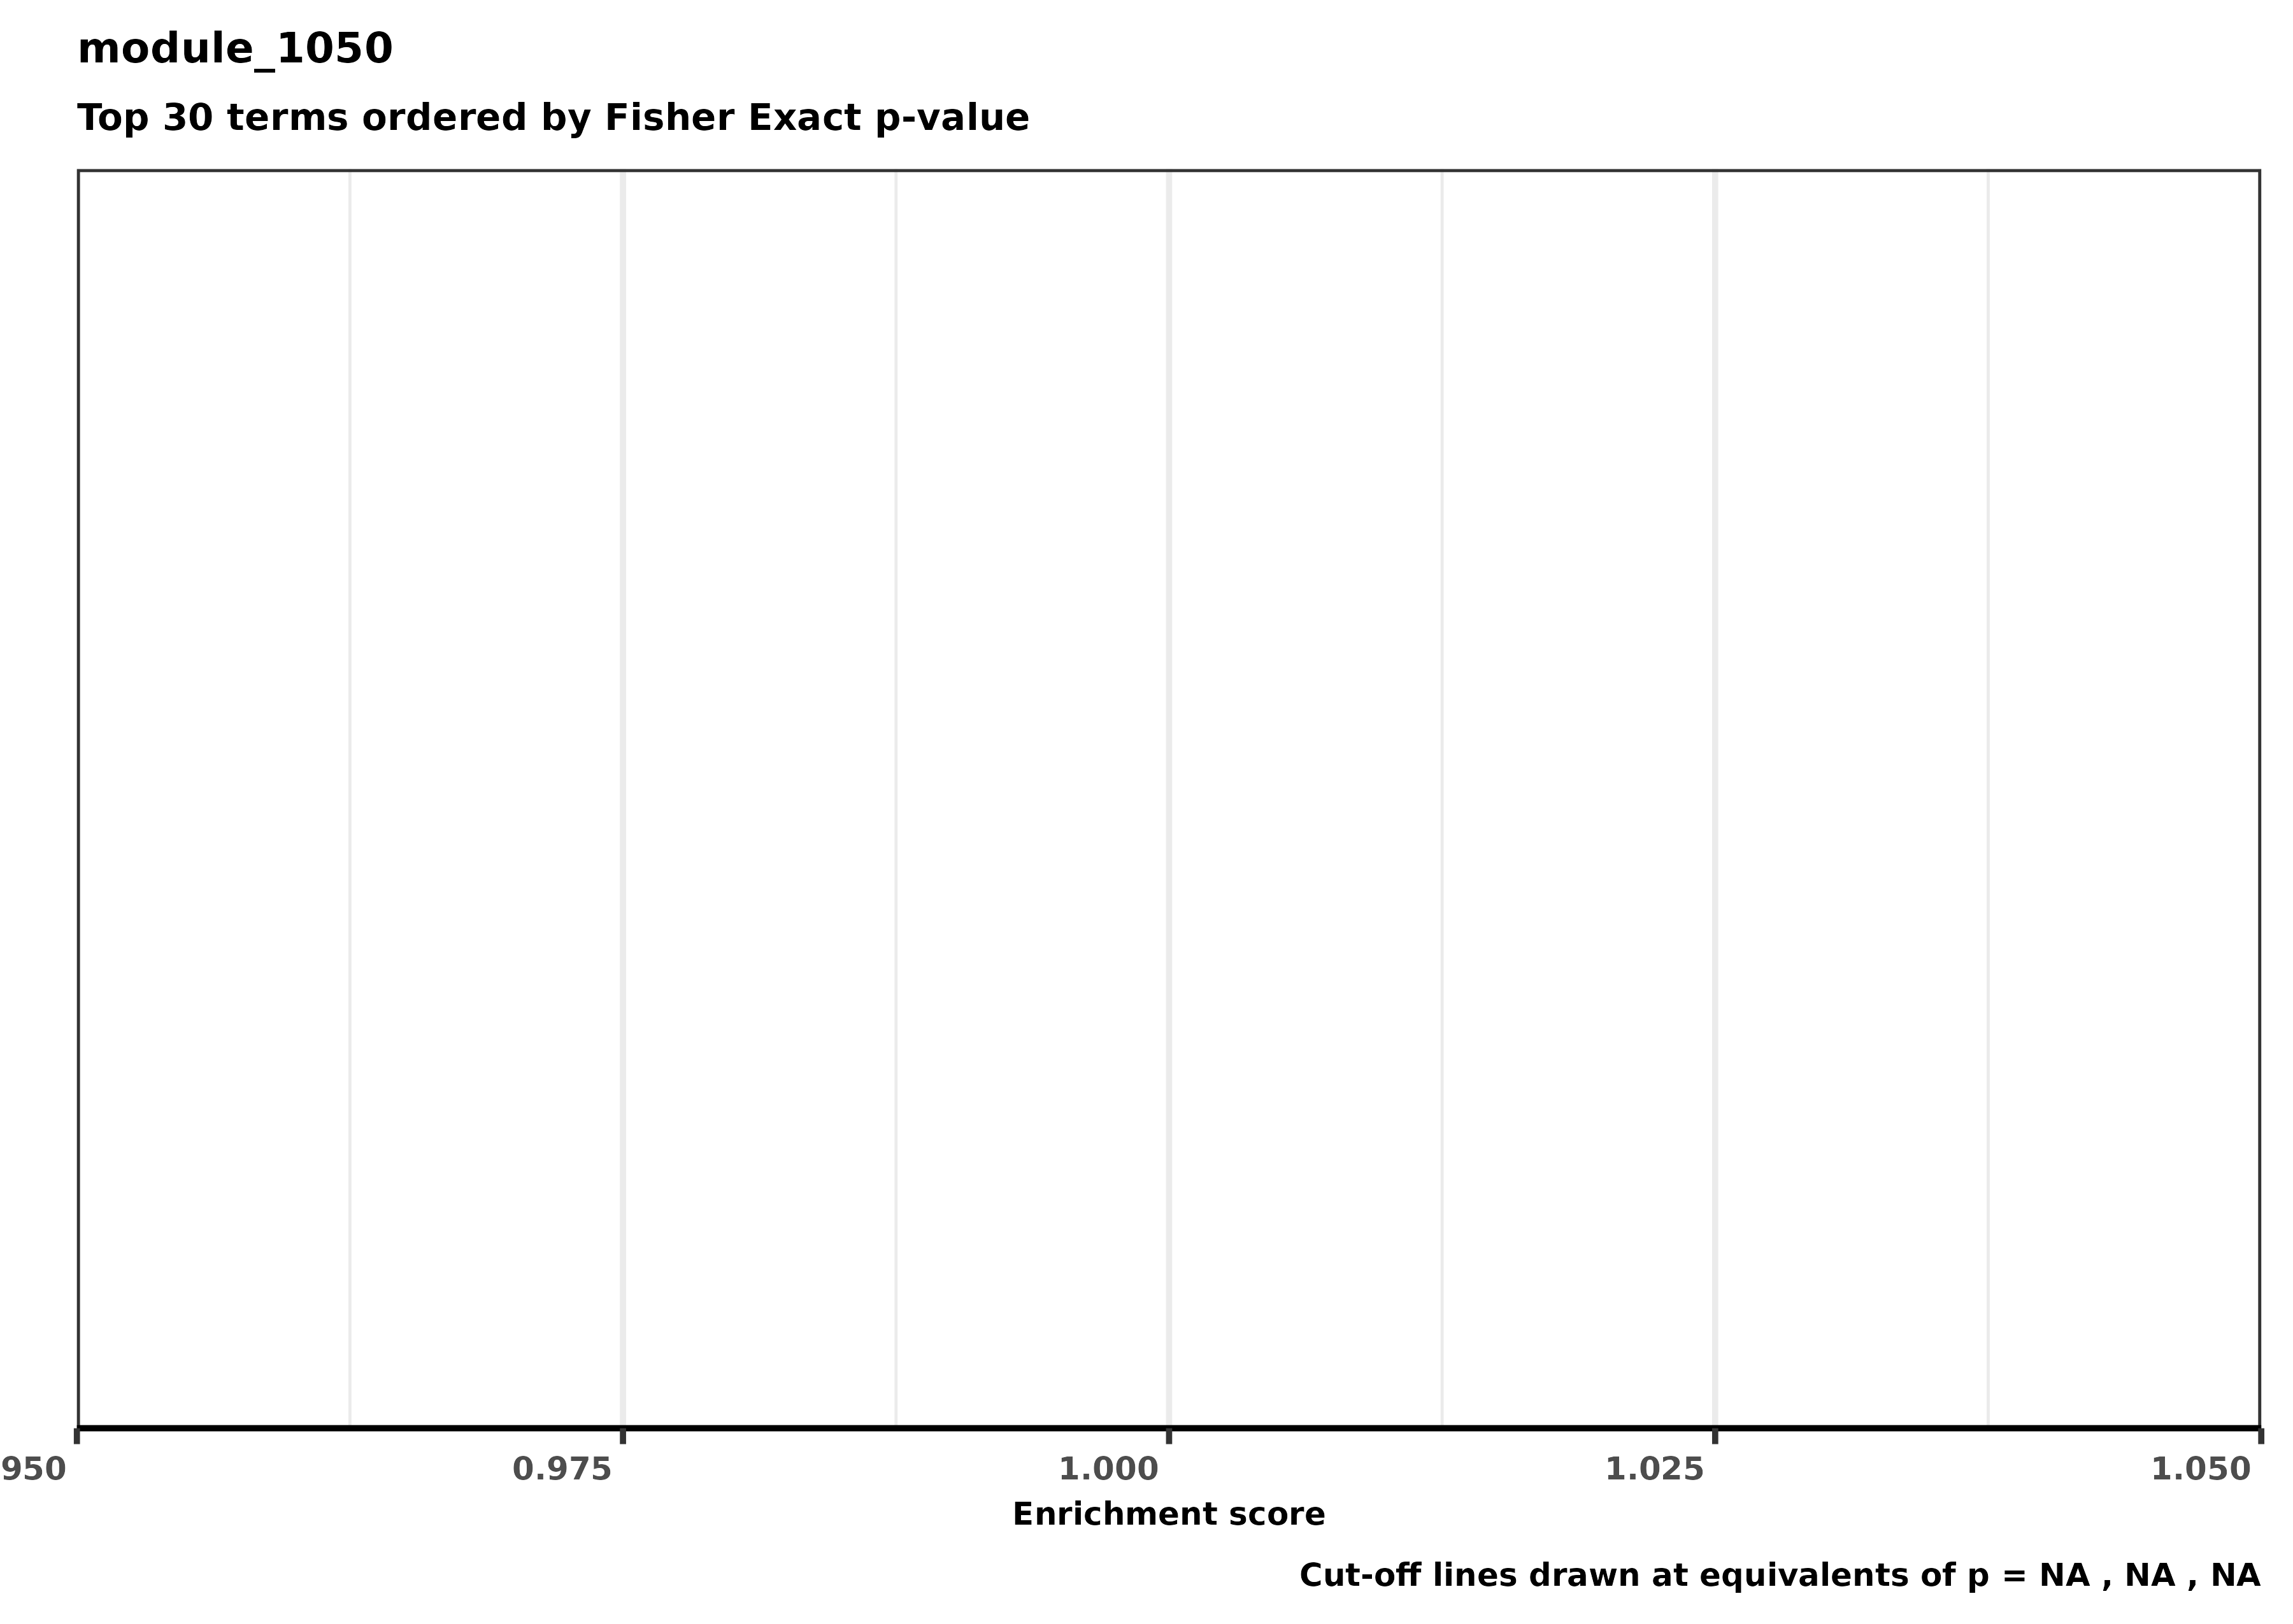 module_1050
Top 30 terms ordered by Fisher Exact p-value
950 0.975 1.000 1.025 1.050
Enrichment score
Cut-off lines drawn at equivalents of p = NA , NA , NA